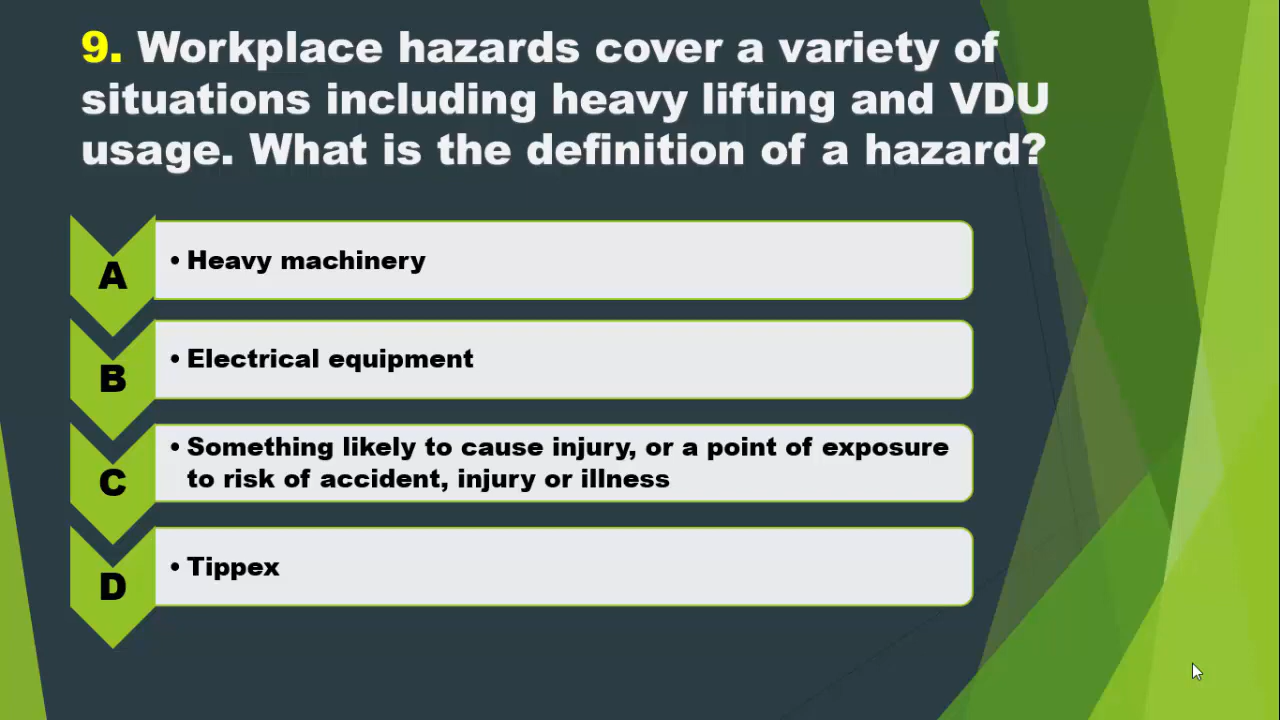 9. Workplace hazards cover a variety of
situations including heavy lifting and VDU
usage. What is the definition of a hazard?
A
• Heavy machinery
B
• Electrical equipment
C
• Something likely to cause injury, or a point of exposure
to risk of accident, injury or illness
D
• Tippex